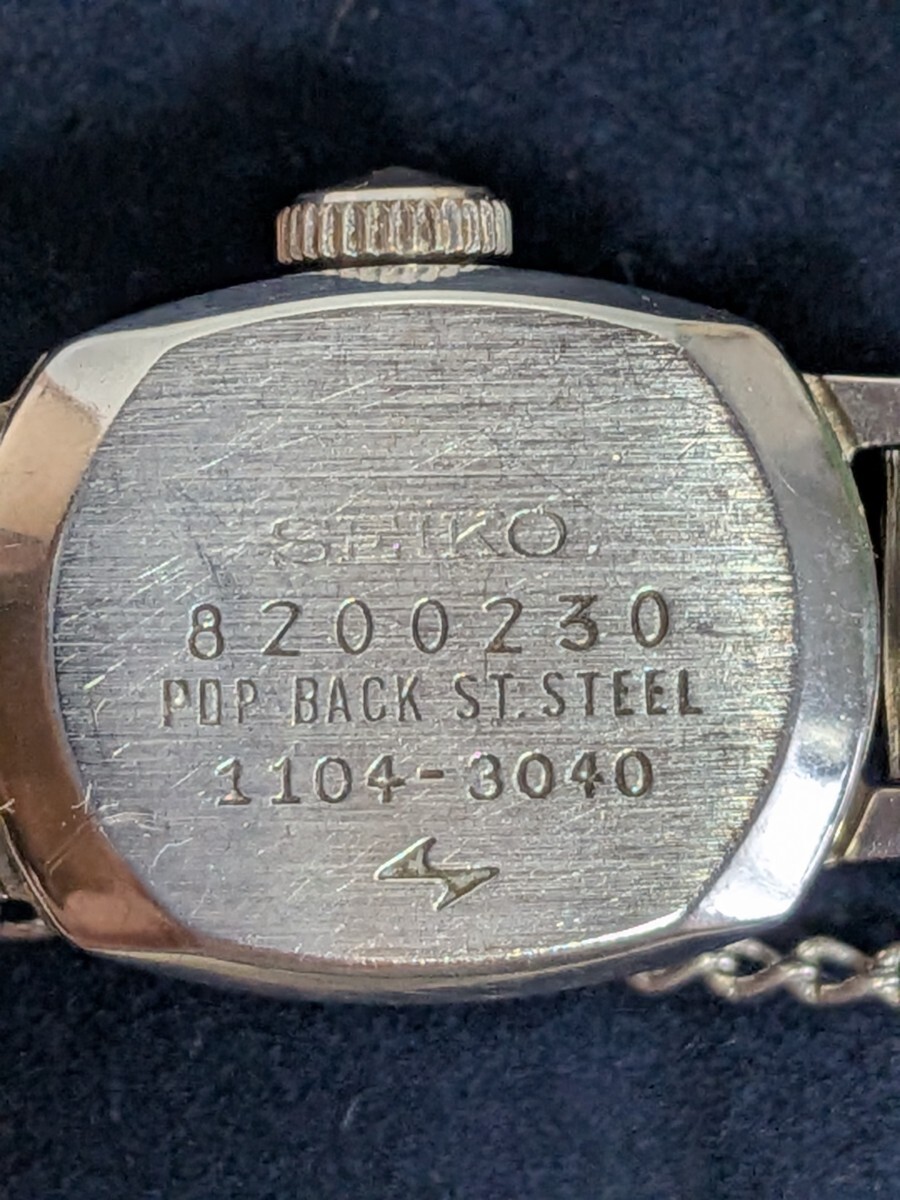 SEIKO
8200230
POP BACK ST.STEEL
1104-3040